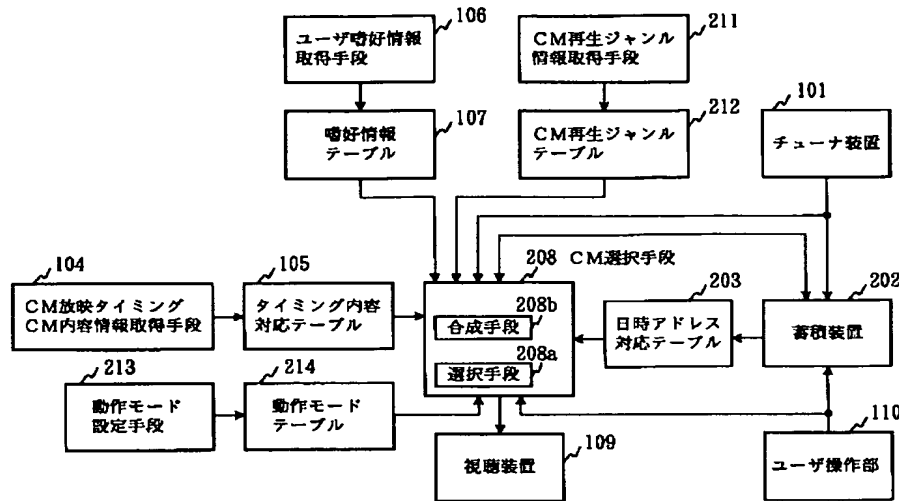 106
ユーザ嗜好情報
取得手段
211
CM再生ジャンル
情報取得手段
107
嗜好情報
テーブル
212
CM再生ジャンル
テーブル
101
チューナ装置
104
CM放映タイミング
CM内容情報取得手段
105
タイミング内容
対応テーブル
208 CM選択手段
208b
合成手段
208a
選択手段
203
日時アドレス
対応テーブル
202
蓄積装置
213
動作モード
設定手段
214
動作モード
テーブル
109
視聴装置
110
ユーザ操作部